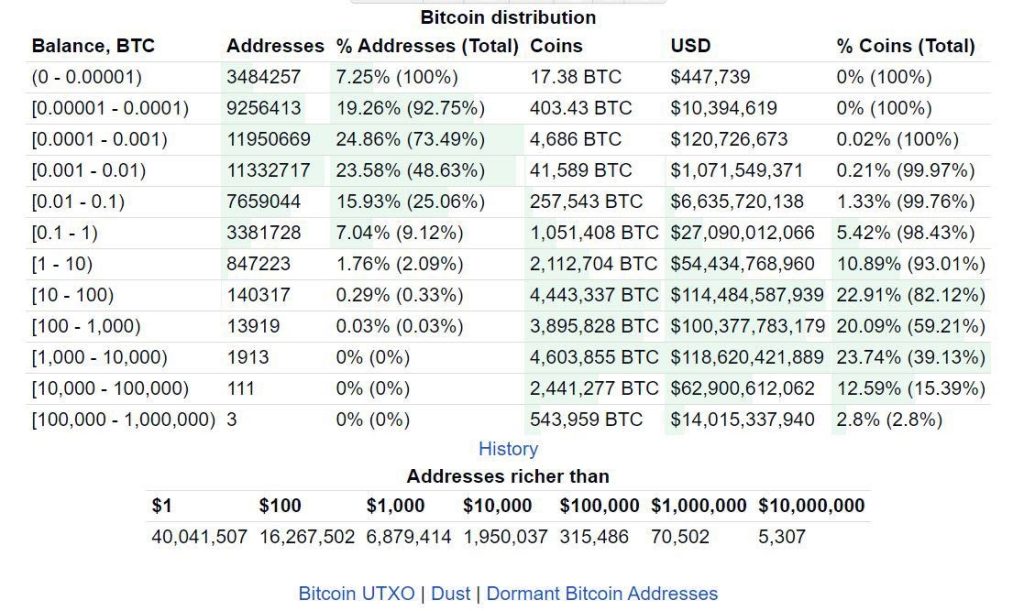 Bitcoin distribution
Balance, BTC Addresses % Addresses (Total) Coins USD % Coins (Total)
(0 - 0.00001) 3484257 7.25% (100%) 17.38 BTC $447,739 0% (100%)
[0.00001 - 0.0001) 9256413 19.26% (92.75%) 403.43 BTC $10,394,619 0% (100%)
[0.0001 - 0.001) 11950669 24.86% (73.49%) 4,686 BTC $120,726,673 0.02% (100%)
[0.001 - 0.01) 11332717 23.58% (48.63%) 41,589 BTC $1,071,549,371 0.21% (99.97%)
[0.01 - 0.1) 7659044 15.93% (25.06%) 257,543 BTC $6,635,720,138 1.33% (99.76%)
[0.1 - 1) 3381728 7.04% (9.12%) 1,051,408 BTC $27,090,012,066 5.42% (98.43%)
[1 - 10) 847223 1.76% (2.09%) 2,112,704 BTC $54,434,768,960 10.89% (93.01%)
[10 - 100) 140317 0.29% (0.33%) 4,443,337 BTC $114,484,587,939 22.91% (82.12%)
[100 - 1,000) 13919 0.03% (0.03%) 3,895,828 BTC $100,377,783,179 20.09% (59.21%)
[1,000 - 10,000) 1913 0% (0%) 4,603,855 BTC $118,620,421,889 23.74% (39.13%)
[10,000 - 100,000) 111 0% (0%) 2,441,277 BTC $62,900,612,062 12.59% (15.39%)
[100,000 - 1,000,000) 3 0% (0%) 543,959 BTC $14,015,337,940 2.8% (2.8%)
History
Addresses richer than
$1 $100 $1,000 $10,000 $100,000 $1,000,000 $10,000,000
40,041,507 16,267,502 6,879,414 1,950,037 315,486 70,502 5,307
Bitcoin UTXO | Dust | Dormant Bitcoin Addresses